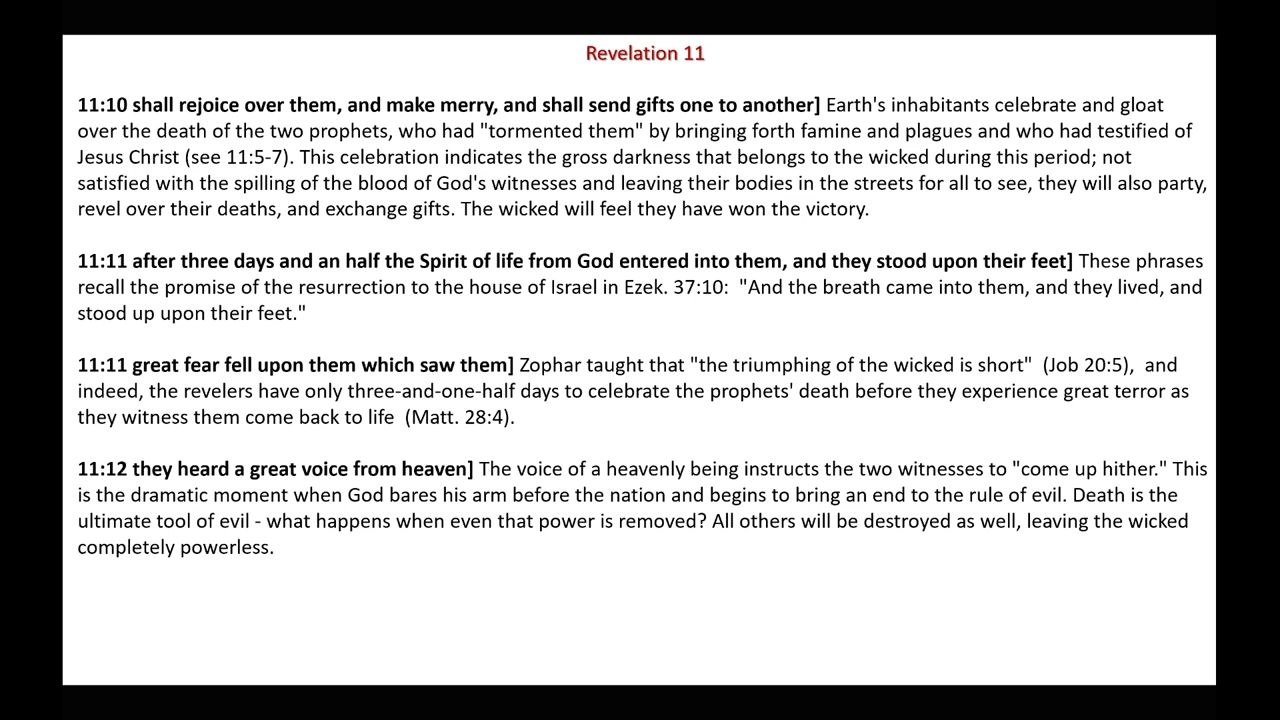 Revelation 11
11:10 shall rejoice over them, and make merry, and shall send gifts one to another] Earth's inhabitants celebrate and gloat
over the death of the two prophets, who had "tormented them" by bringing forth famine and plagues and who had testified of
Jesus Christ (see 11:5-7). This celebration indicates the gross darkness that belongs to the wicked during this period; not
satisfied with the spilling of the blood of God's witnesses and leaving their bodies in the streets for all to see, they will also party,
revel over their deaths, and exchange gifts. The wicked will feel they have won the victory.
11:11 after three days and an half the Spirit of life from God entered into them, and they stood upon their feet] These phrases
recall the promise of the resurrection to the house of Israel in Ezek. 37:10:  "And the breath came into them, and they lived, and
stood up upon their feet."
11:11 great fear fell upon them which saw them] Zophar taught that "the triumphing of the wicked is short"  (Job 20:5),  and
indeed, the revelers have only three-and-one-half days to celebrate the prophets' death before they experience great terror as
they witness them come back to life  (Matt. 28:4).
11:12 they heard a great voice from heaven] The voice of a heavenly being instructs the two witnesses to "come up hither." This
is the dramatic moment when God bares his arm before the nation and begins to bring an end to the rule of evil. Death is the
ultimate tool of evil - what happens when even that power is removed? All others will be destroyed as well, leaving the wicked
completely powerless.